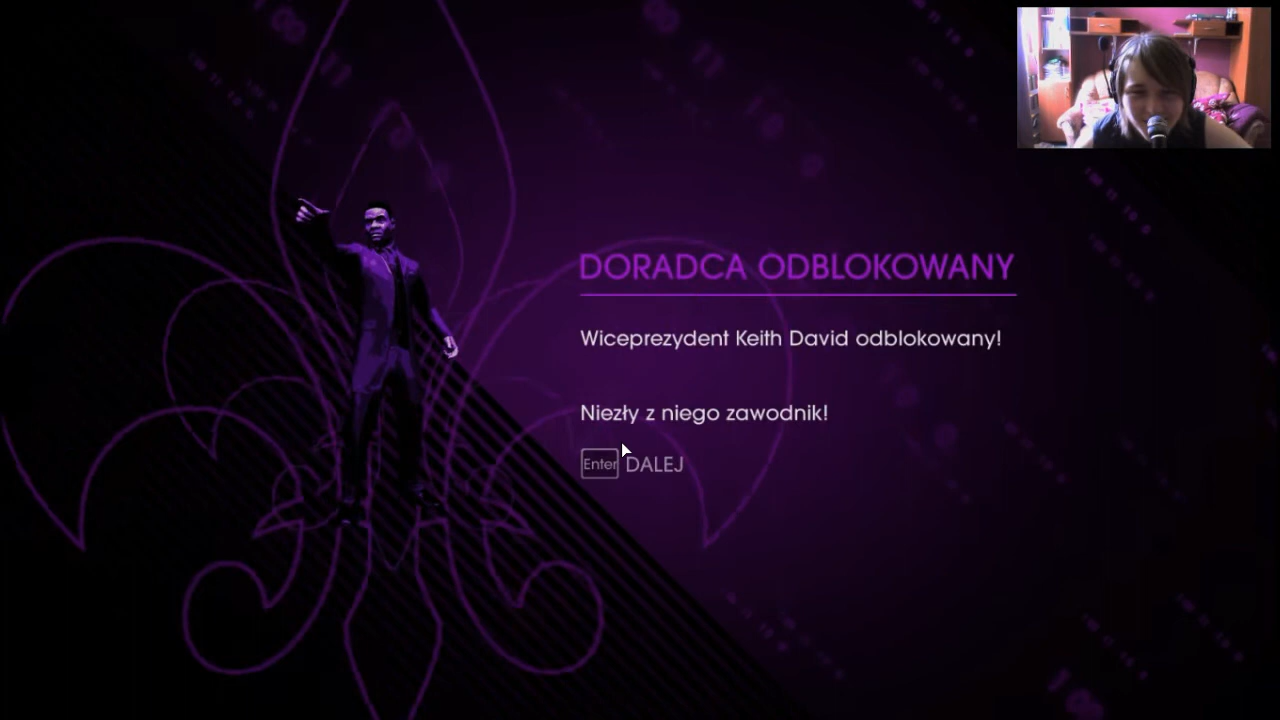 DORADCA ODBLOKOWANY
Wiceprezydent Keith David odblokowany!
Niezły z niego zawodnik!
Enter DALEJ